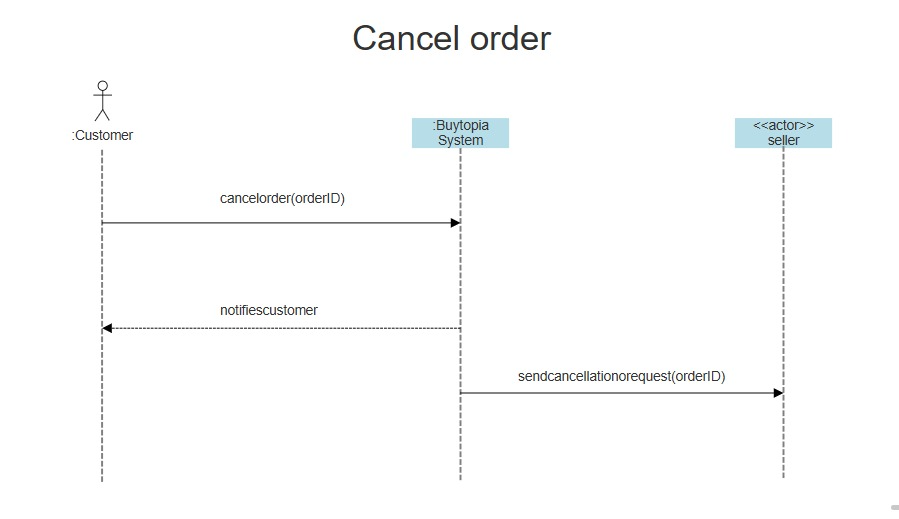 Cancel order
:Customer
:Buytopia
System
<<actor>>
seller
cancelorder(orderID)
notifiescustomer
sendcancellationorequest(orderID)